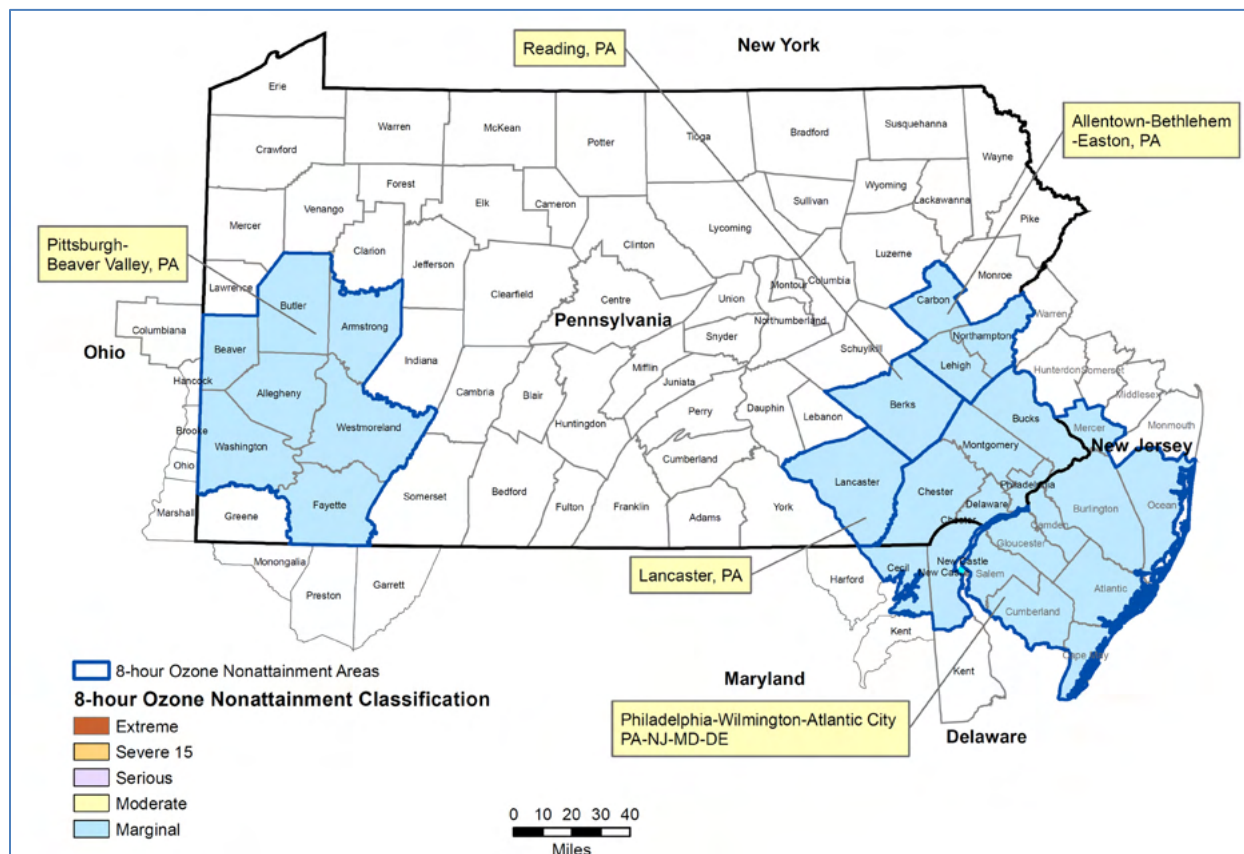 New York
Reading, PA
Erie
Warren
McKean
Potter
Tioga
Bradford
Susquehanna
Allentown-Bethlehem
-Easton, PA
Crawford
Wayne
Forest
Wyoming
Lackawanna
Venango
Elk
Cameron
Sullivan
Pike
Mercer
Lycoming
Clinton
Pittsburgh-
Beaver Valley, PA
Clarion
Jefferson
Luzerne
Monroe
Columbia
Lawrence
Clearfield
Centre
Montour
Union
Carbon
Butler
Armstrong
Northumberland
Warren
Columbiana
Pennsylvania
Snyder
Northampton
Ohio
Beaver
Indiana
Schuylkill
Lehigh
Mifflin
Hunterdon
Somerset
Hancock
Allegheny
Cambria
Blair
Juniata
Middlesex
Berks
Perry
Dauphin
Lebanon
Bucks
Brooke
Westmoreland
Huntingdon
Mercer
Monmouth
Washington
Montgomery
New Jersey
Cumberland
Ohio
Lancaster
Chester
Philadelphia
Fayette
Somerset
Bedford
Fulton
Franklin
Adams
York
Delaware
Ocean
Marshall
Greene
Burlington
Chester
Camden
Gloucester
Monongalia
New Castle
Cecil
New Castle
Salem
Lancaster, PA
Garrett
Harford
Preston
Atlantic
Cumberland
Kent
Cape May
Kent
8-hour Ozone Nonattainment Areas
Maryland
8-hour Ozone Nonattainment Classification
Philadelphia-Wilmington-Atlantic City
PA-NJ-MD-DE
Delaware
Extreme
Severe 15
Serious
Moderate
Marginal
0 10 20 30 40
Miles